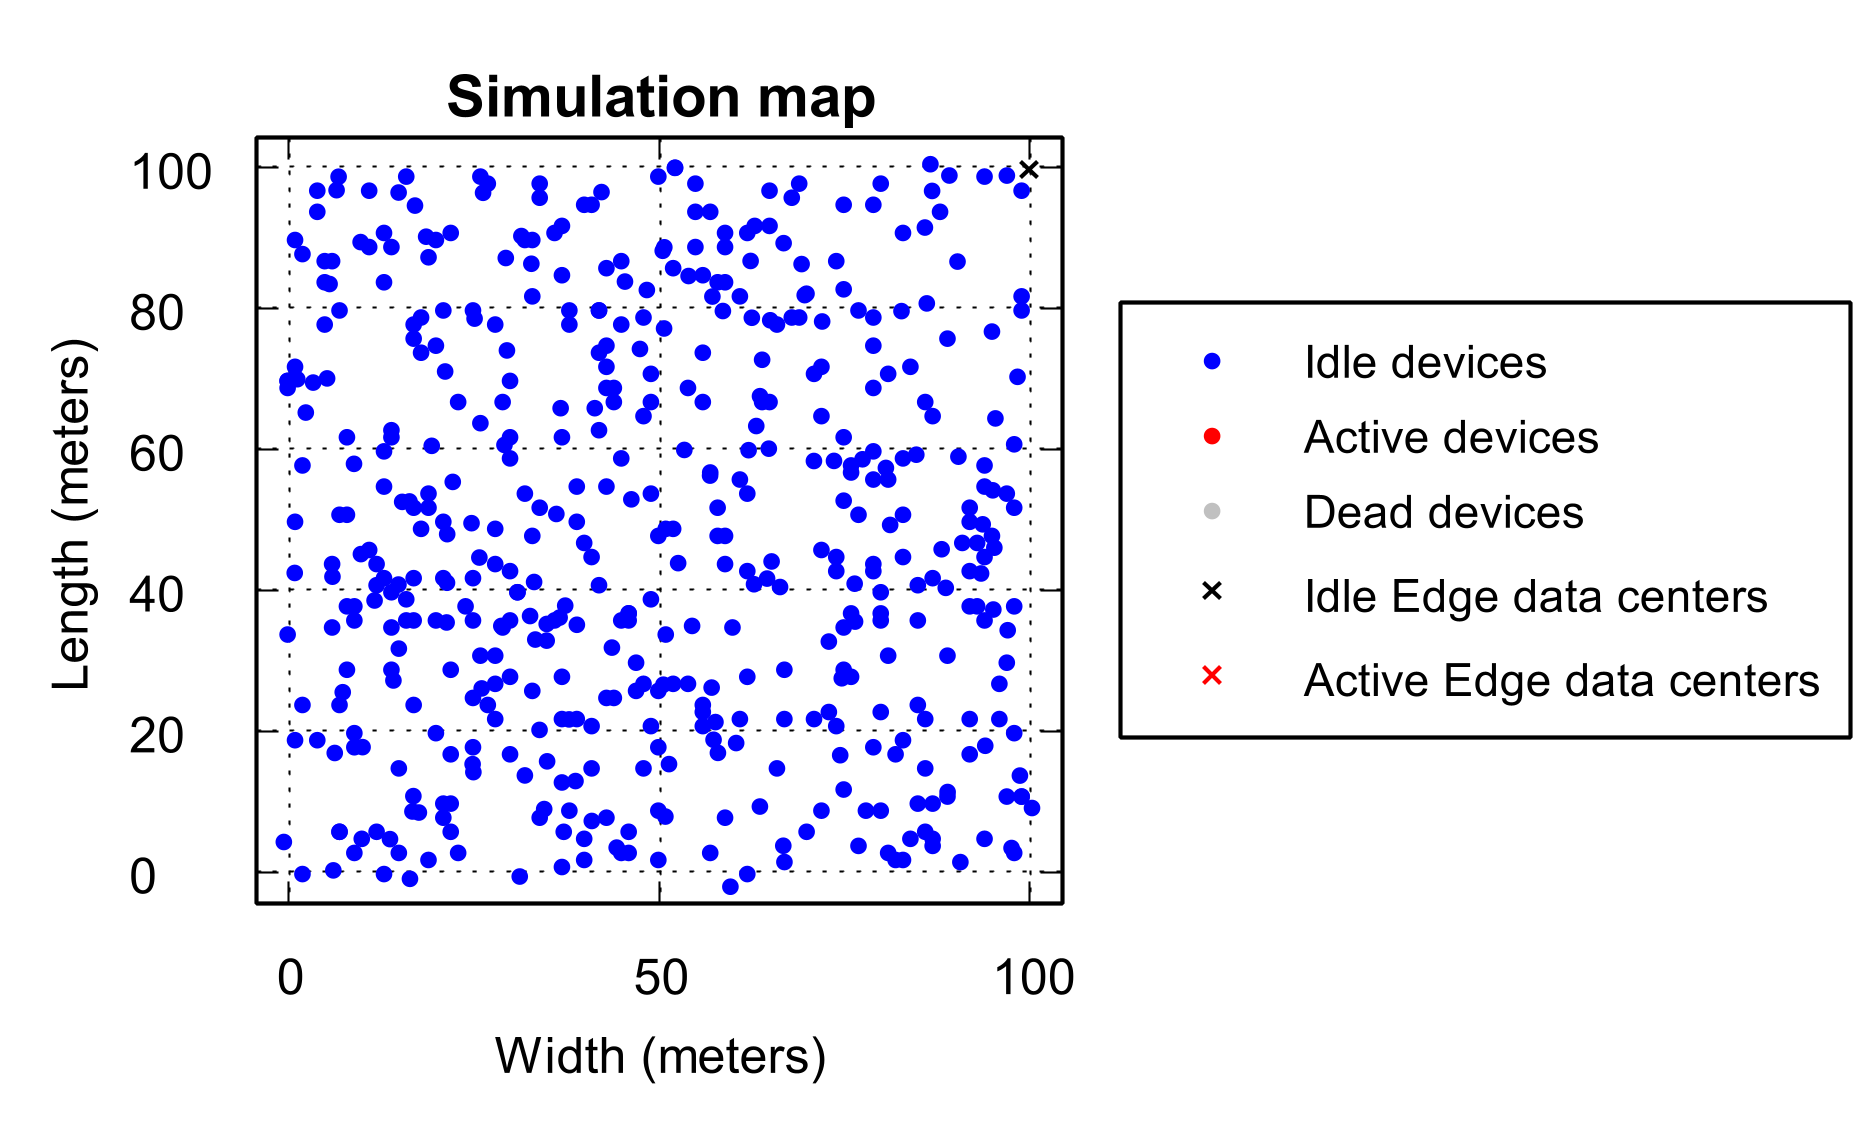 Simulation map
100
80
60
40
20
0
Length (meters)
0 50 100
Width (meters)
Idle devices
Active devices
Dead devices
Idle Edge data centers
Active Edge data centers